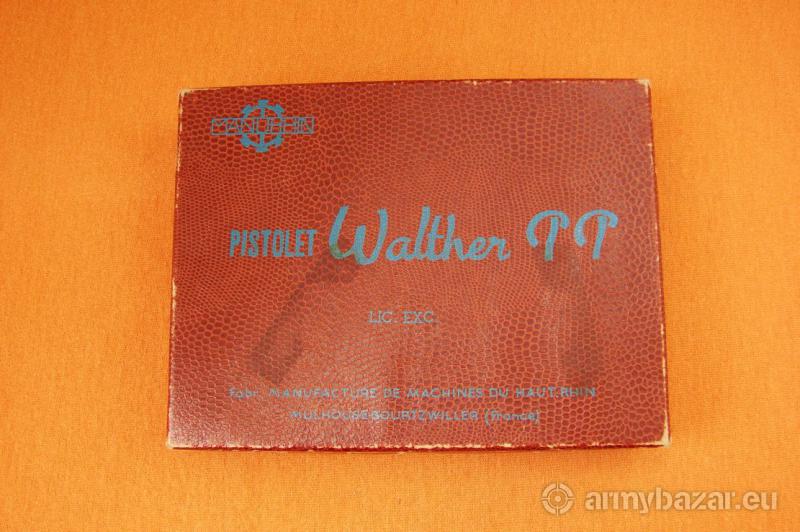 MANURHIN
PISTOLET Walther PP
LIC. EXC.
Fabr. MANUFACTURE DE MACHINES DU HAUT.RHIN
MULHOUSE-BOURTZWILLER (France)
armybazar.eu